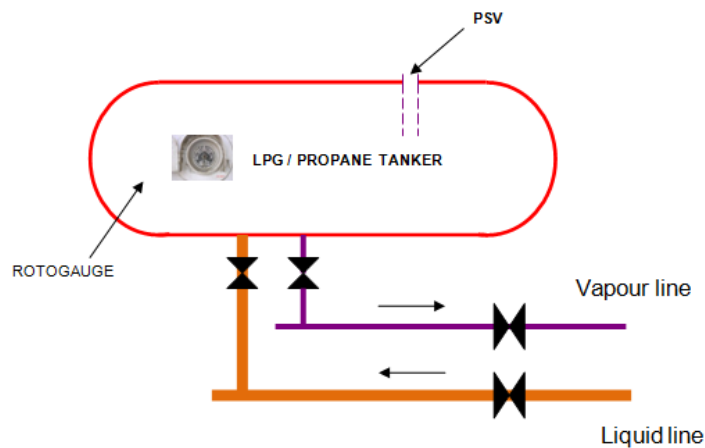 PSV
LPG / PROPANE TANKER
ROTOGAUGE
Vapour line
Liquid line